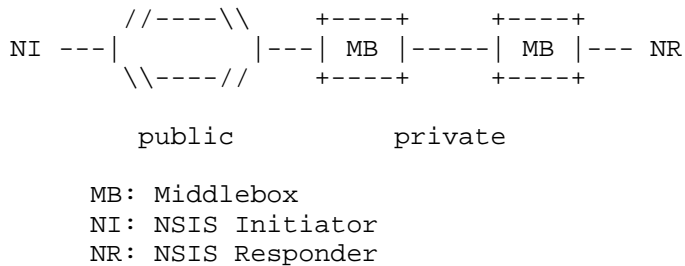 //----\\   +----+     +----+
NI ---|      |---| MB |-----| MB |--- NR
      \\----//   +----+     +----+
       public          private
    MB: Middlebox
    NI: NSIS Initiator
    NR: NSIS Responder